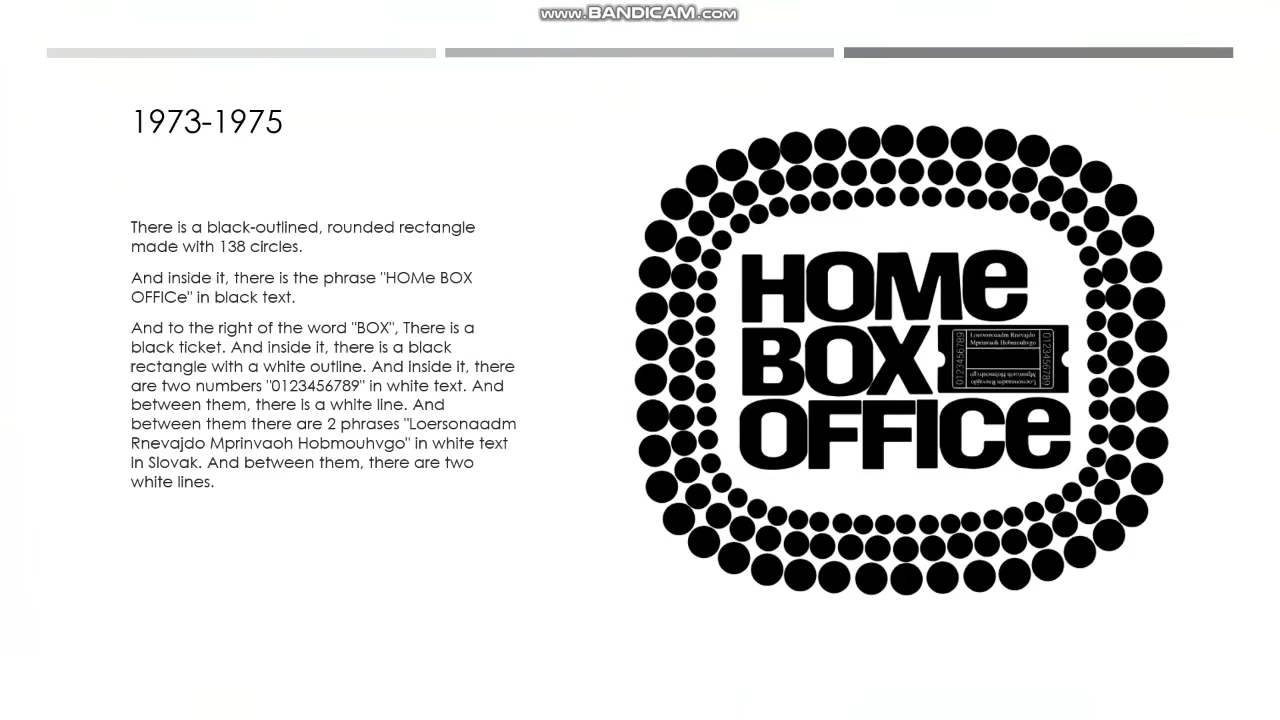 www.BANDICAM.com
1973-1975
There is a black-outlined, rounded rectangle
made with 138 circles.
And inside it, there is the phrase "HOMe BOX
OFFICe" in black text.
And to the right of the word "BOX", There is a
black ticket. And inside it, there is a black
rectangle with a white outline. And inside it, there
are two numbers "0123456789" in white text. And
between them, there is a white line. And
between them there are 2 phrases "Loersonaadm
Rnevajdo Mprinvaoh Hobmouhvgo" in white text
in Slovak. And between them, there are two
white lines.
HOMe
BOX
OFFICe
0123456789
Loersonaadm Rnevajdo
Mprinvaoh Hobmouhvgo
Loersonaadm Rnevajdo
Mprinvaoh Hobmouhvgo
0123456789